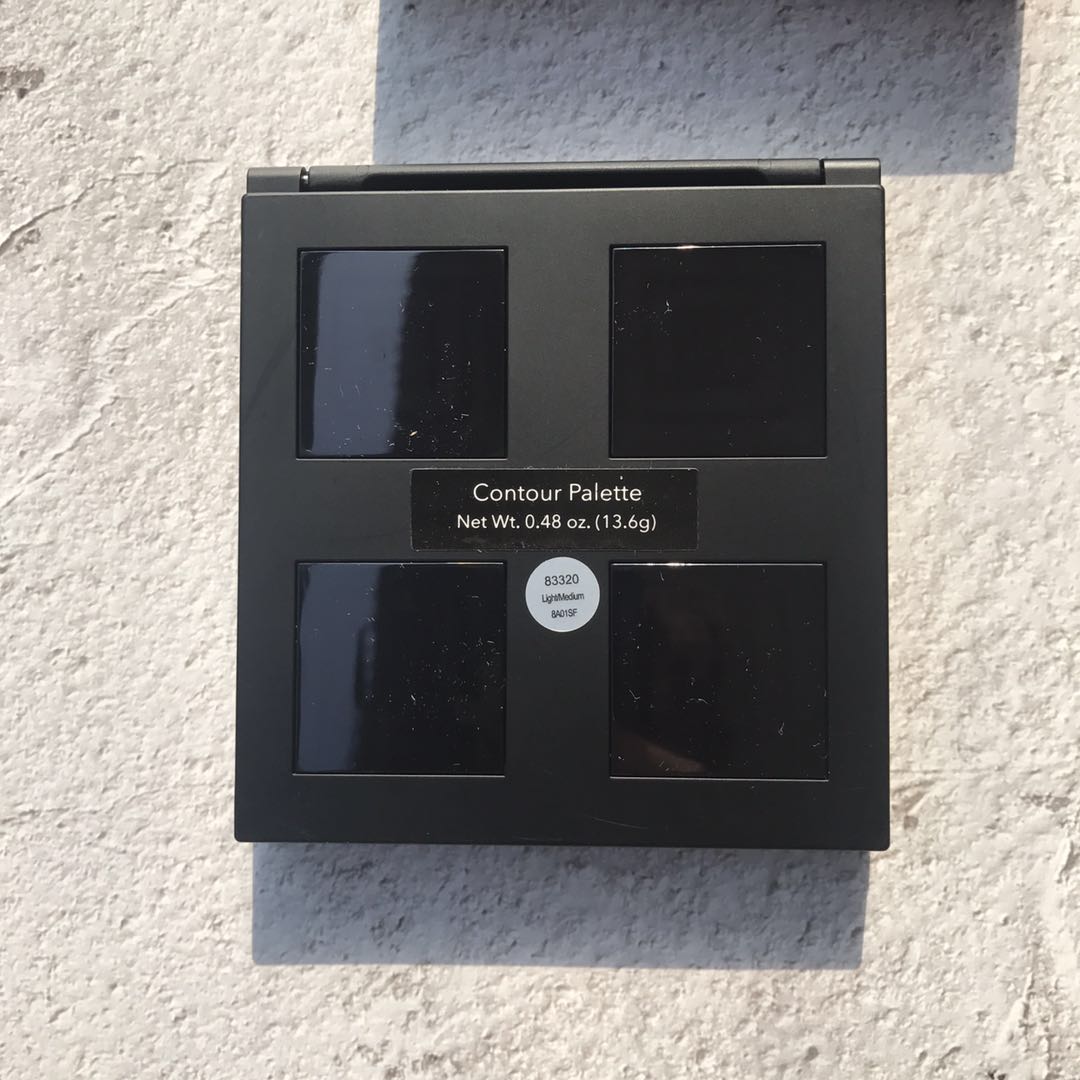 Contour Palette
Net Wt. 0.48 oz. (13.6g)
83320
Light/Medium
8A01SF